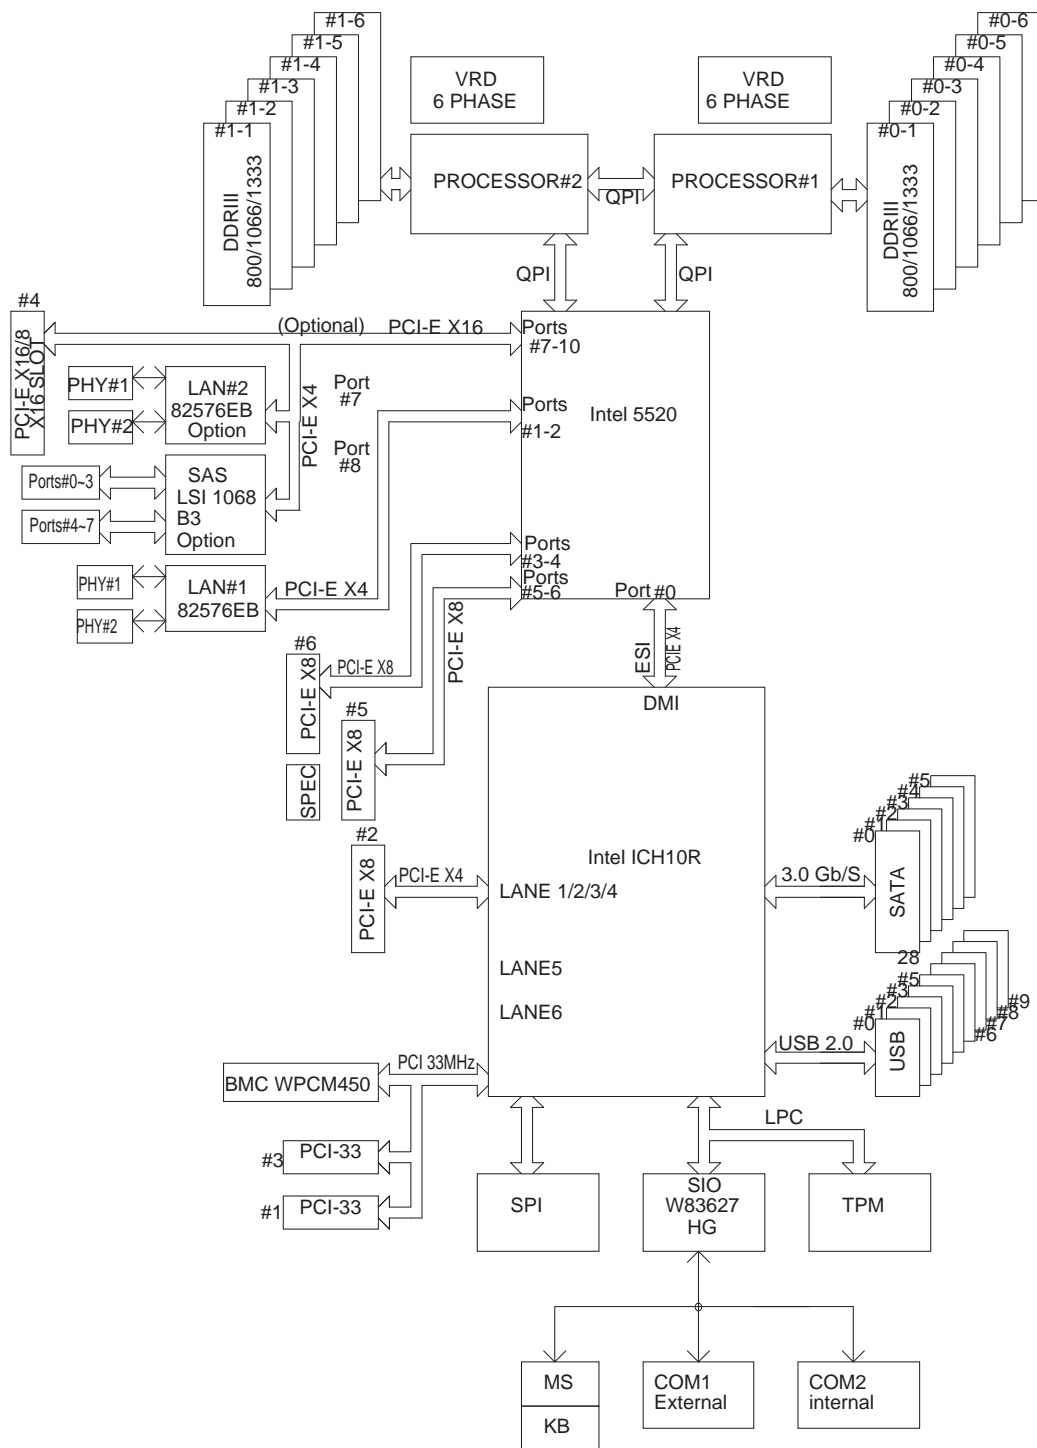 #1-6
#1-5
#1-4
#1-3
#1-2
#1-1
DDRIII
800/1066/1333
VRD
6 PHASE
VRD
6 PHASE
#0-6
#0-5
#0-4
#0-3
#0-2
#0-1
DDRIII
800/1066/1333
PROCESSOR#2
QPI
PROCESSOR#1
QPI
QPI
#4
PCI-E X16/8
X16 SLOT
(Optional)
PCI-E X16
Ports
#7-10
PHY#1
PHY#2
LAN#2
82576EB
Option
PCI-E X4
Port
#7
Port
#8
Ports
#1-2
Intel 5520
Ports#0~3
Ports#4~7
SAS
LSI 1068
B3
Option
Ports
#3-4
Ports
#5-6
Port #0
PHY#1
PHY#2
LAN#1
82576EB
PCI-E X4
PCI-E X8
ESI
PCIE X4
#6
PCI-E X8
PCI-E X8
#5
PCI-E X8
SPEC
DMI
Intel ICH10R
#2
PCI-E X8
PCI-E X4
LANE 1/2/3/4
LANE5
LANE6
3.0 Gb/S
#5
#4
#3
#2
#1
#0
SATA
28
#5
#3
#2
#1
#0
USB
#9
#8
#7
#6
USB 2.0
BMC WPCM450
PCI 33MHz
#3
PCI-33
#1
PCI-33
LPC
SPI
SIO
W83627
HG
TPM
MS
KB
COM1
External
COM2
internal